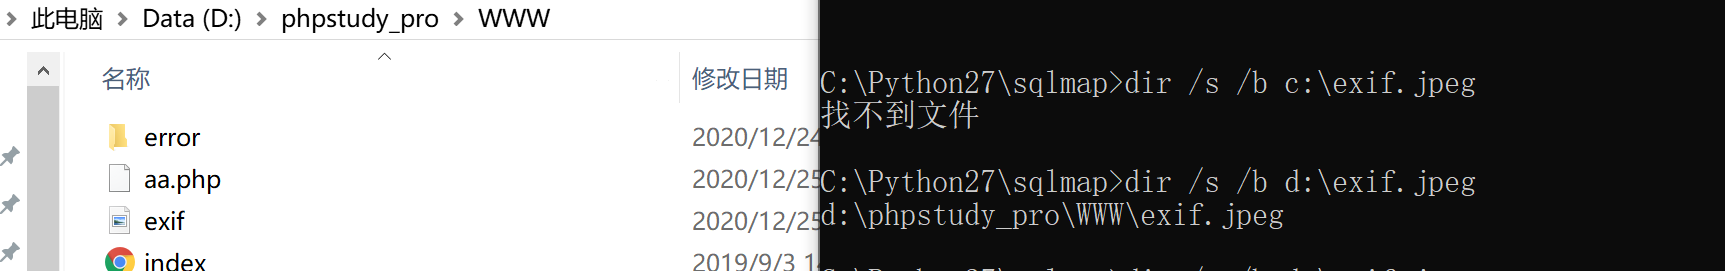 此电脑 > Data (D:) > phpstudy_pro > WWW
名称 修改日期
error 2020/12/24
aa.php 2020/12/25
exif 2020/12/25
index 2019/9/3 1
C:\Python27\sqlmap>dir /s /b c:\exif.jpeg
找不到文件
C:\Python27\sqlmap>dir /s /b d:\exif.jpeg
d:\phpstudy_pro\WWW\exif.jpeg